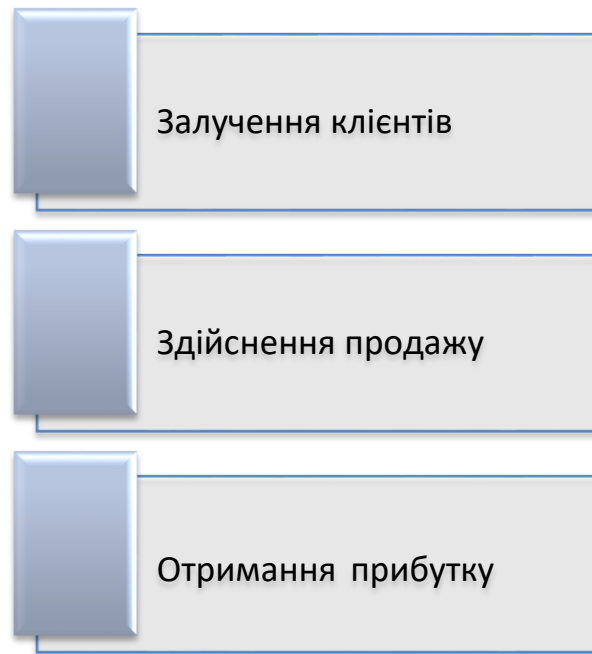 Залучення клієнтів
Здійснення продажу
Отримання прибутку